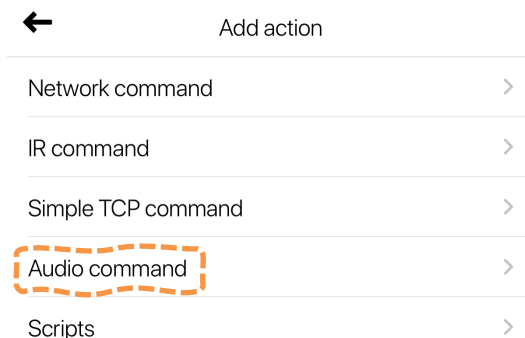 Add action
Network command
IR command
Simple TCP command
Audio command
Scripts